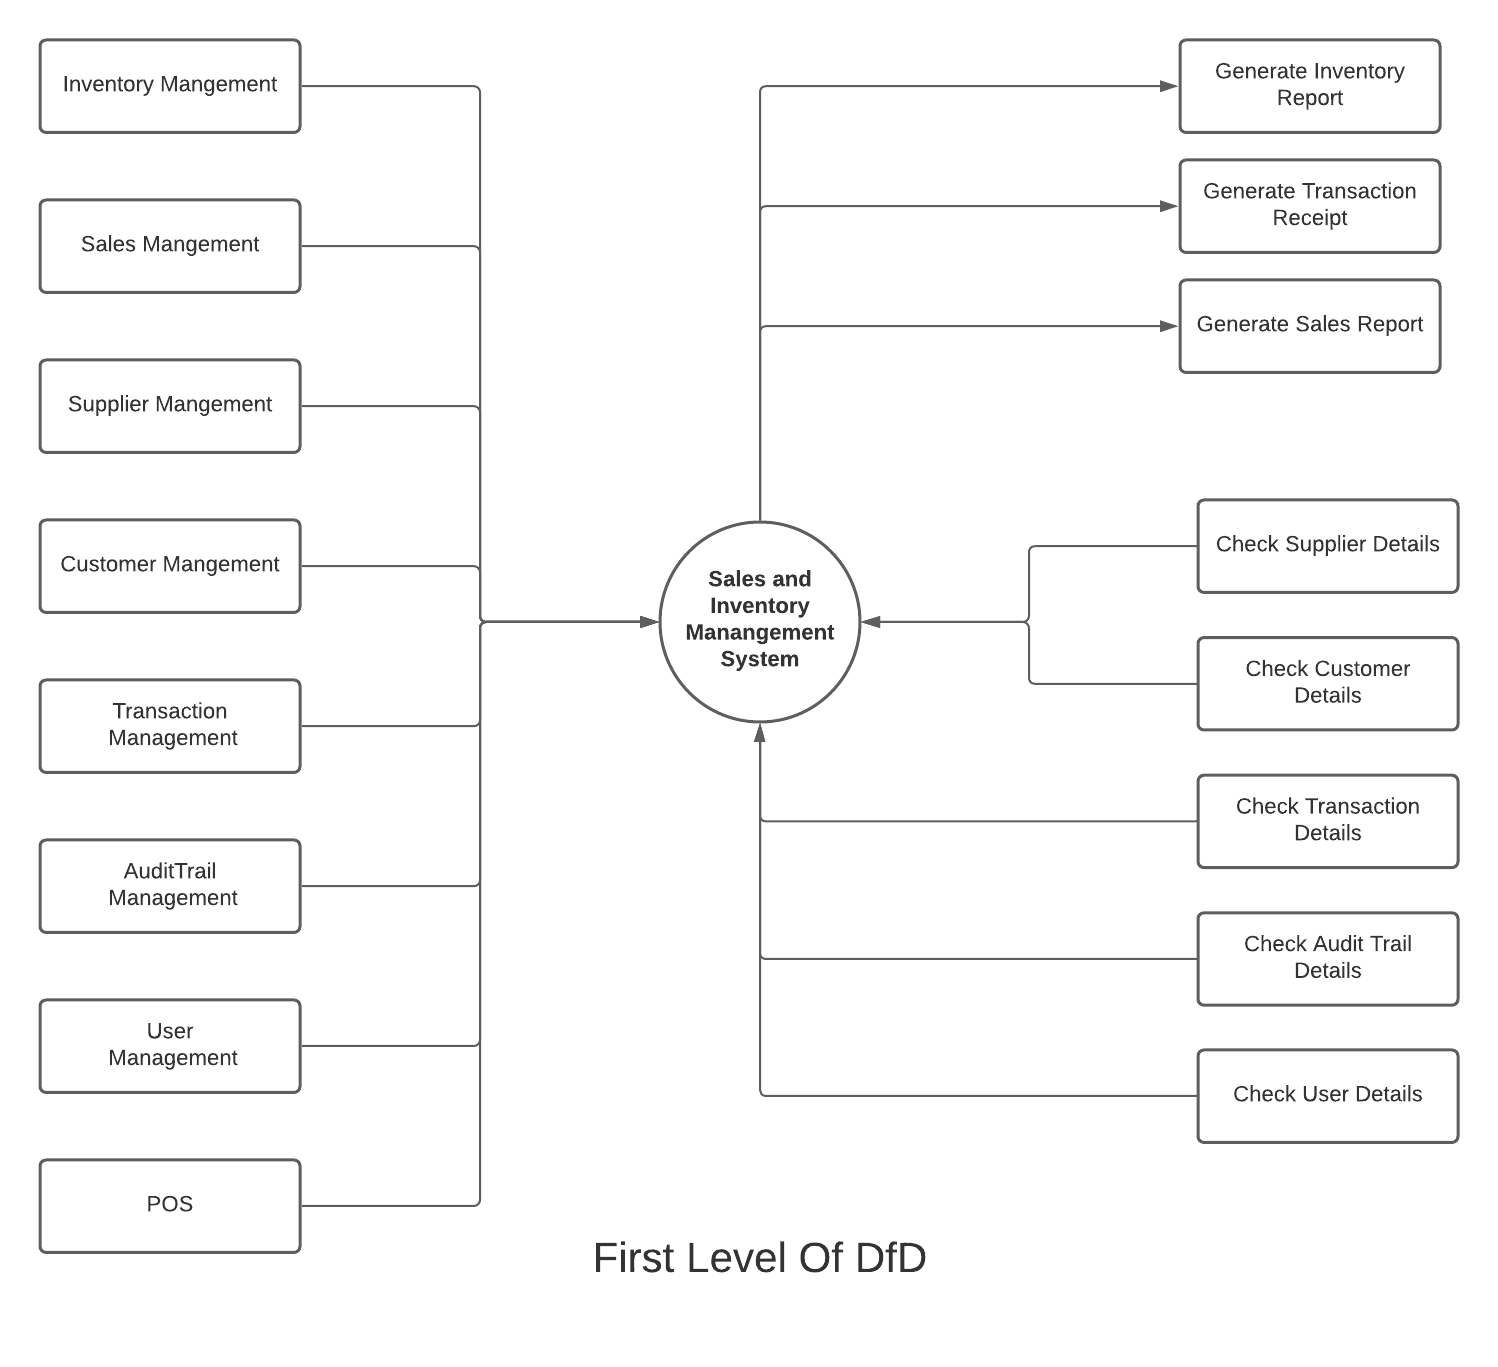 Inventory Mangement
Sales Mangement
Supplier Mangement
Customer Mangement
Transaction
Management
AuditTrail
Management
User
Management
POS
Sales and
Inventory
Manangement
System
Generate Inventory
Report
Generate Transaction
Receipt
Generate Sales Report
Check Supplier Details
Check Customer
Details
Check Transaction
Details
Check Audit Trail
Details
Check User Details
First Level Of DfD